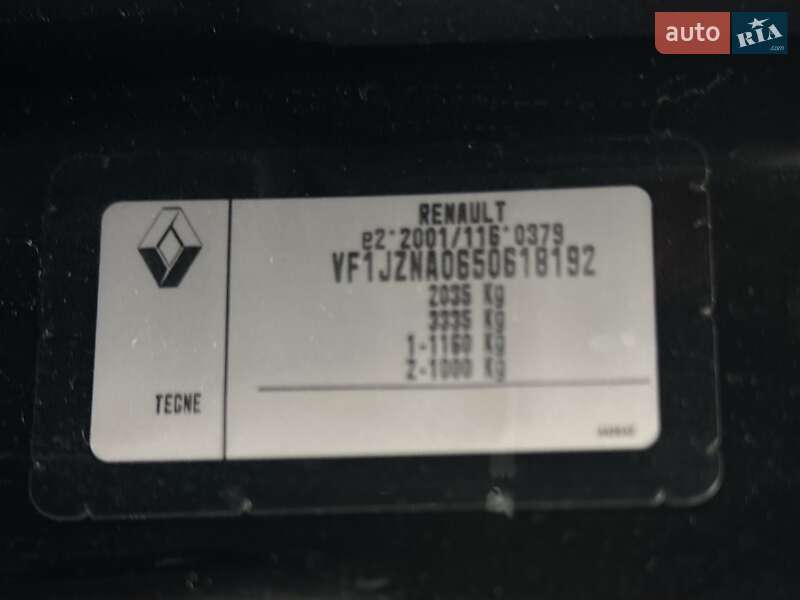 auto RIA
.com
RENAULT
e2*2001/116*0379
VF1JZNA0650618192
2035 Kg
3335 Kg
1-1160 Kg
2-1000 Kg
TEGNE